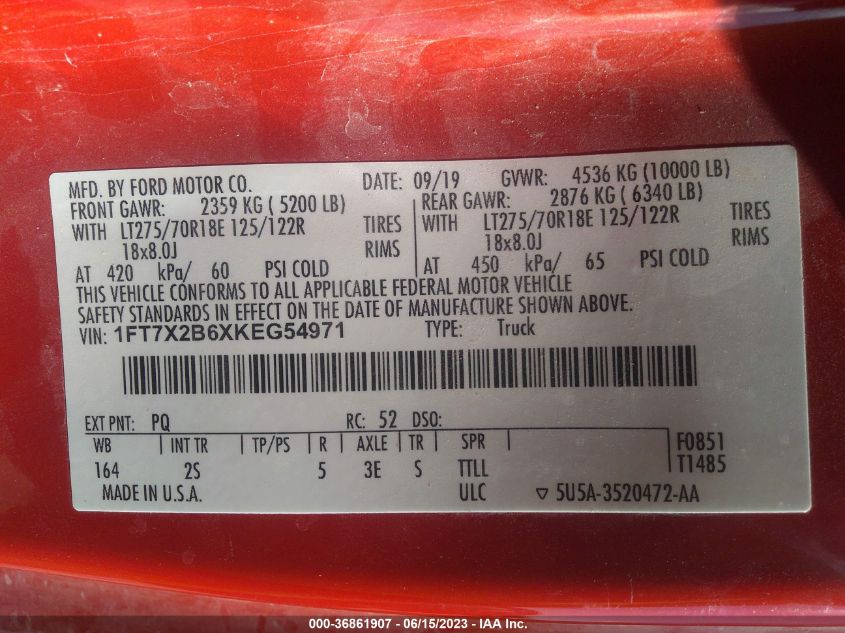 MFD. BY FORD MOTOR CO. DATE: 09/19 GVWR: 4536 KG (10000 LB)
FRONT GAWR: 2359 KG ( 5200 LB) REAR GAWR: 2876 KG ( 6340 LB)
WITH LT275/70R18E 125/122R TIRES WITH LT275/70R18E 125/122R TIRES
18x8.0J RIMS 18x8.0J RIMS
AT 420 kPa/ 60 PSI COLD AT 450 kPa/ 65 PSI COLD
THIS VEHICLE CONFORMS TO ALL APPLICABLE FEDERAL MOTOR VEHICLE
SAFETY STANDARDS IN EFFECT ON THE DATE OF MANUFACTURE SHOWN ABOVE.
VIN: 1FT7X2B6XKEG54971 TYPE: Truck
EXT PNT: PQ RC: 52 DSO:
WB INT TR TP/PS R AXLE TR SPR F0851
164 2S 5 3E S TTLL T1485
MADE IN U.S.A. ULC ▽ 5U5A-3520472-AA
000-36861907 - 06/15/2023 - IAA Inc.